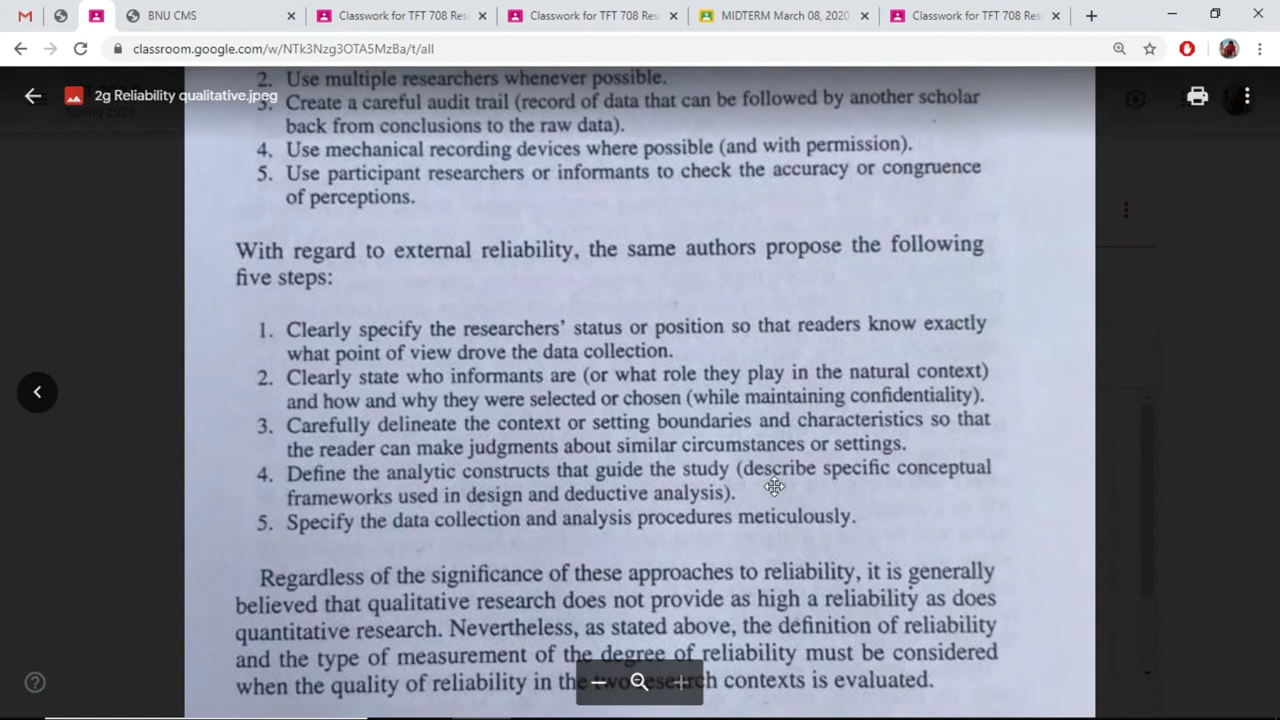 BNU CMS
Classwork for TFT 708 Res
Classwork for TFT 708 Res
MIDTERM March 08, 2020
Classwork for TFT 708 Res
classroom.google.com/w/NTk3Nzg3OTA5MzBa/t/all
2g Reliability qualitative.jpeg
Spring 2020
2. Use multiple researchers whenever possible.
3. Create a careful audit trail (record of data that can be followed by another scholar
back from conclusions to the raw data).
4. Use mechanical recording devices where possible (and with permission).
5. Use participant researchers or informants to check the accuracy or congruence
of perceptions.
With regard to external reliability, the same authors propose the following
five steps:
1. Clearly specify the researchers' status or position so that readers know exactly
what point of view drove the data collection.
2. Clearly state who informants are (or what role they play in the natural context)
and how and why they were selected or chosen (while maintaining confidentiality).
3. Carefully delineate the context or setting boundaries and characteristics so that
the reader can make judgments about similar circumstances or settings.
4. Define the analytic constructs that guide the study (describe specific conceptual
frameworks used in design and deductive analysis).
5. Specify the data collection and analysis procedures meticulously.
Regardless of the significance of these approaches to reliability, it is generally
believed that qualitative research does not provide as high a reliability as does
quantitative research. Nevertheless, as stated above, the definition of reliability
and the type of measurement of the degree of reliability must be considered
when the quality of reliability in the two research contexts is evaluated.